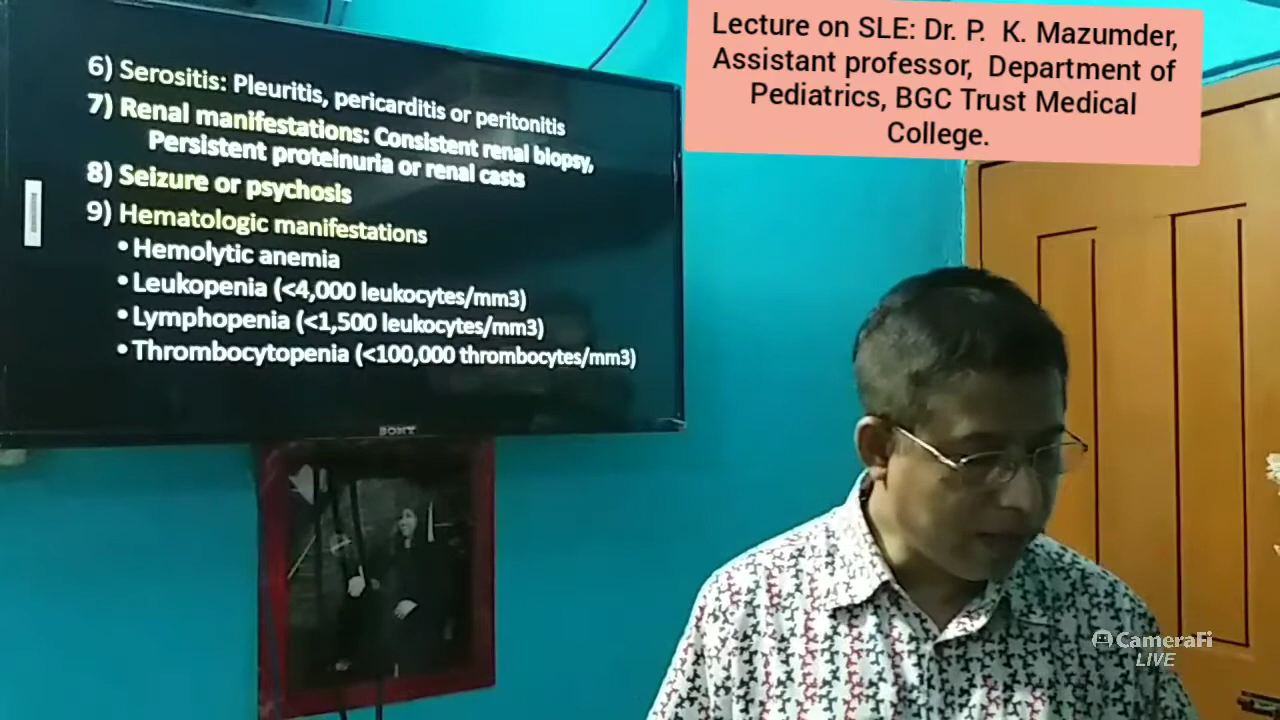 Lecture on SLE: Dr. P. K. Mazumder,
Assistant professor, Department of
Pediatrics, BGC Trust Medical
College.
6) Serositis: Pleuritis, pericarditis or peritonitis
7) Renal manifestations: Consistent renal biopsy,
Persistent proteinuria or renal casts
8) Seizure or psychosis
9) Hematologic manifestations
• Hemolytic anemia
• Leukopenia (<4,000 leukocytes/mm3)
• Lymphopenia (<1,500 leukocytes/mm3)
• Thrombocytopenia (<100,000 thrombocytes/mm3)
SONY
CameraFi
LIVE